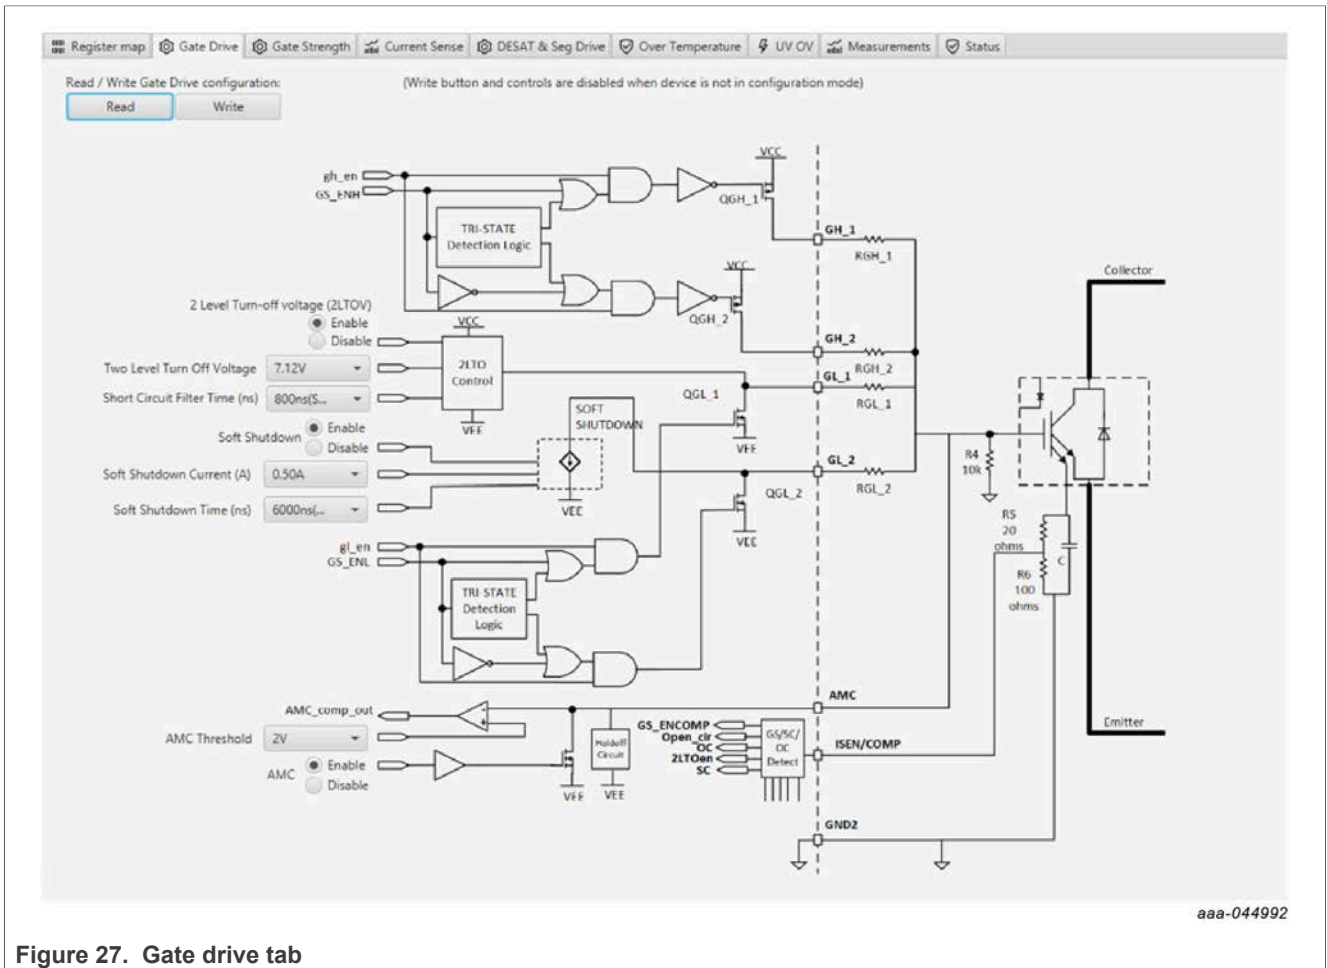 Register map Gate Drive Gate Strength Current Sense DESAT & Seg Drive Over Temperature UV OV Measurements Status
Read / Write Gate Drive configuration: (Write button and controls are disabled when device is not in configuration mode)
Read Write
VCC
gh_en
GS_ENH
QGH_1
TRI-STATE
Detection Logic
GH_1
RGH_1
VCC
Collector
2 Level Turn-off voltage (2LTOV)
Enable
Disable
VCC
QGH_2
GH_2
RGH_2
2LTO
Control
Two Level Turn Off Voltage 7.12V
GL_1
RGL_1
QGL_1
Short Circuit Filter Time (ns) 800ns(S...
VEE
SOFT
SHUTDOWN
VEE
Soft Shutdown Enable
Disable
Soft Shutdown Current (A) 0.50A
GL_2
RGL_2
QGL_2
R4
10k
Soft Shutdown Time (ns) 6000ns(...
VEE
VEE
R5
20
ohms
C
R6
100
ohms
gl_en
GS_ENL
TRI-STATE
Detection
Logic
AMC
AMC_comp_out
AMC Threshold 2V
AMC Enable
Disable
Holdoff
Circuit
VEE VEE
GS_ENCOMP
Open_clr
OC
2LTOen
SC
GS/SC/
OC
Detect
ISEN/COMP
Emitter
GND2
aaa-044992
Figure 27. Gate drive tab